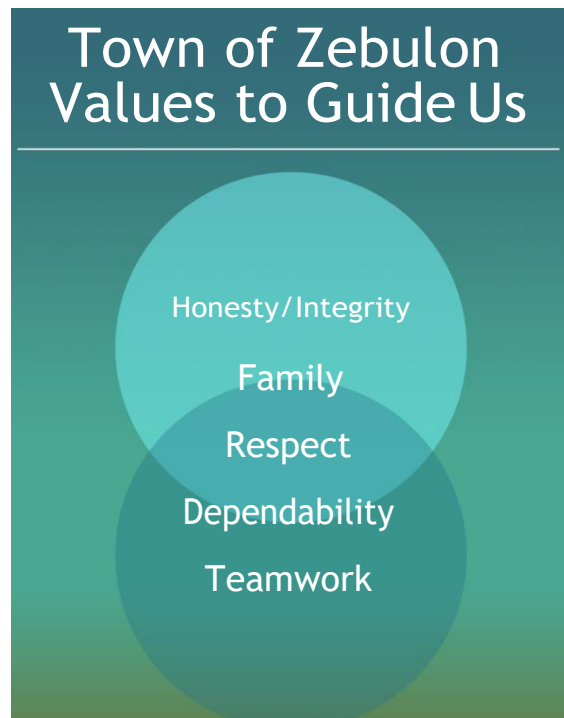 Town of Zebulon
Values to Guide Us
Honesty/Integrity
Family
Respect
Dependability
Teamwork